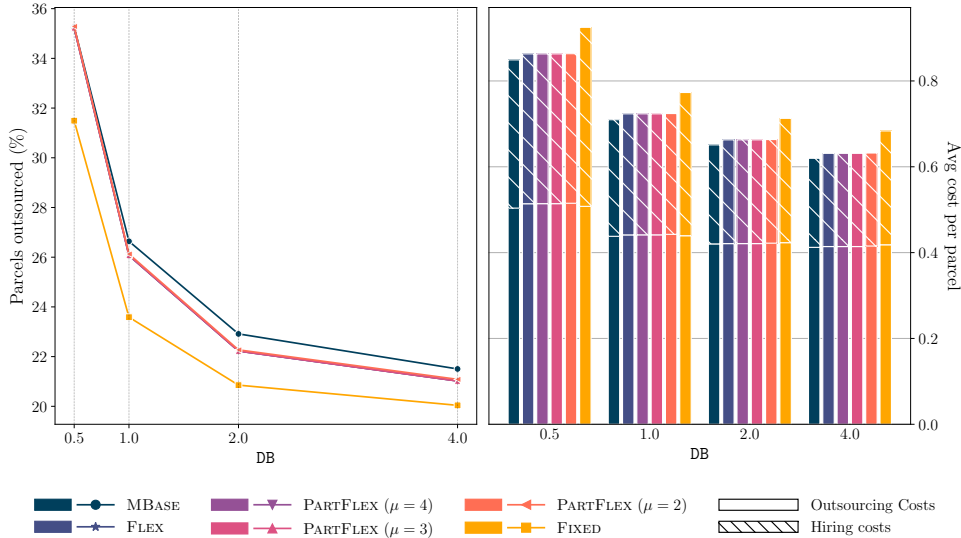 36
34
32
30
28
26
24
22
20
Parcels outsourced (%)
0.5
1.0
2.0
4.0
DB
0.8
0.6
0.4
0.2
0.0
Avg cost per parcel
0.5
1.0
2.0
4.0
DB
MBASE
FLEX
PARTFLEX (μ = 4)
PARTFLEX (μ = 3)
PARTFLEX (μ = 2)
FIXED
Outsourcing Costs
Hiring costs